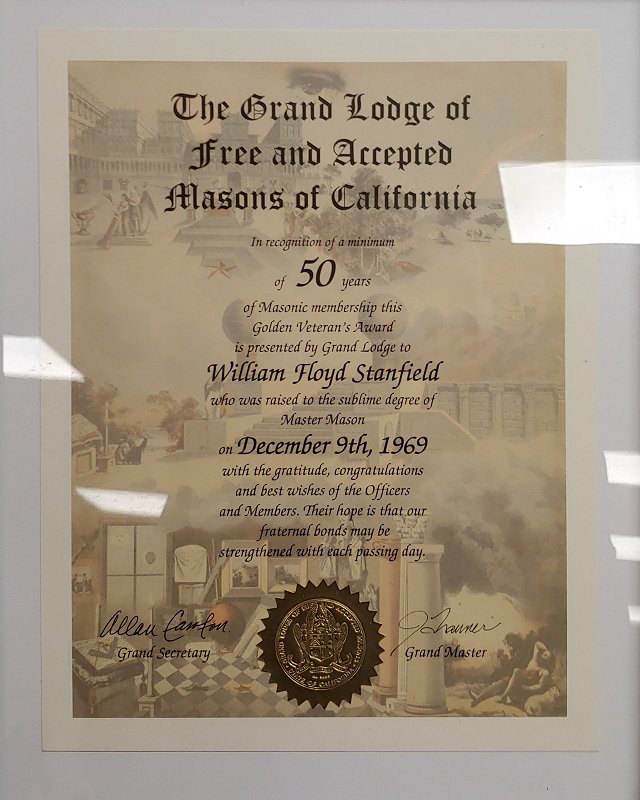 The Grand Lodge of
Free and Accepted
Masons of California
In recognition of a minimum
of 50 years
of Masonic membership this
Golden Veteran's Award
is presented by Grand Lodge to
William Floyd Stanfield
who was raised to the sublime degree of
Master Mason
on December 9th, 1969
with the gratitude, congratulations
and best wishes of the Officers
and Members. Their hope is that our
fraternal bonds may be
strengthened with each passing day.
Grand Secretary
Grand Master